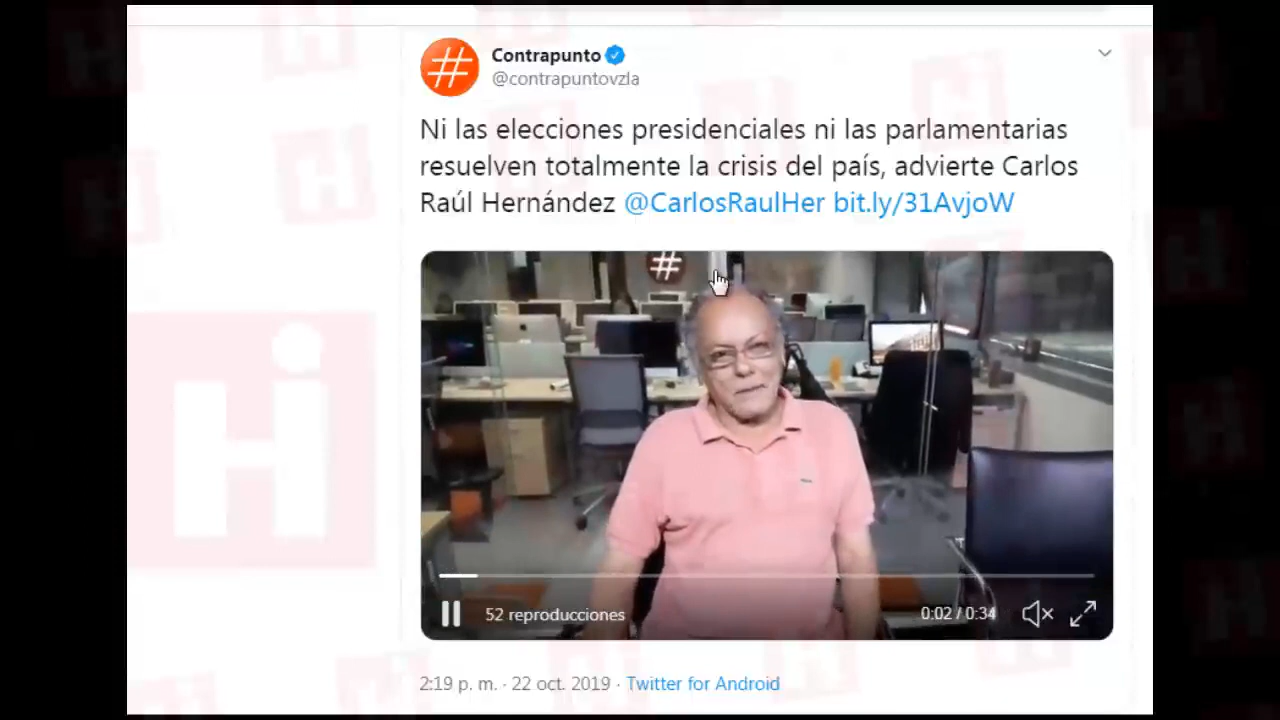 Contrapunto
@contrapuntovzla
Ni las elecciones presidenciales ni las parlamentarias
resuelven totalmente la crisis del país, advierte Carlos
Raúl Hernández @CarlosRaulHer bit.ly/31AvjoW
#
52 reproducciones
0:02 / 0:34
2:19 p. m. · 22 oct. 2019 · Twitter for Android
Hi